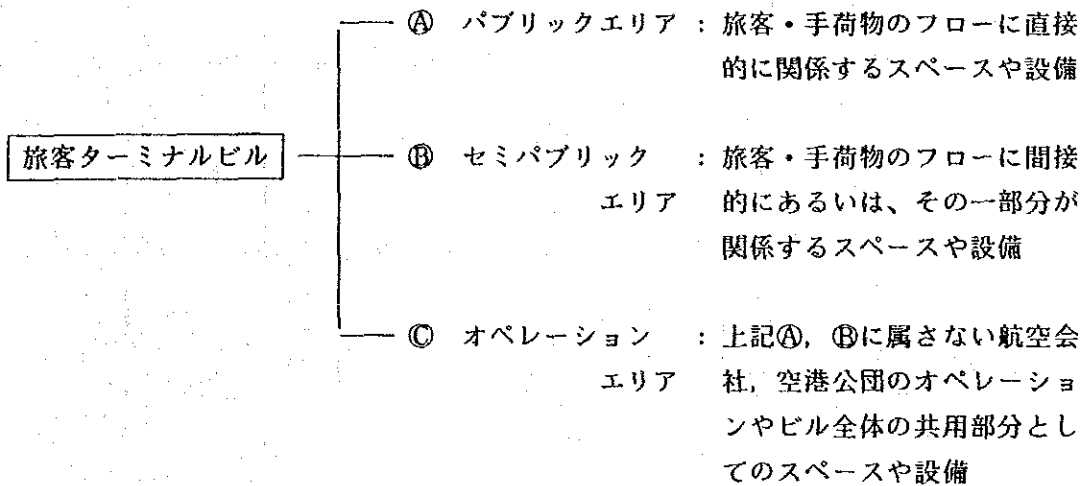 Ⓐ パブリックエリア : 旅客・手荷物のフローに直接
的に関係するスペースや設備
旅客ターミナルビル
Ⓑ セミパブリック : 旅客・手荷物のフローに間接
エリア 的にあるいは、その一部分が
関係するスペースや設備
Ⓒ オペレーション : 上記Ⓐ, Ⓑに属さない航空会
エリア 社, 空港公団のオペレーショ
ンやビル全体の共用部分とし
てのスペースや設備